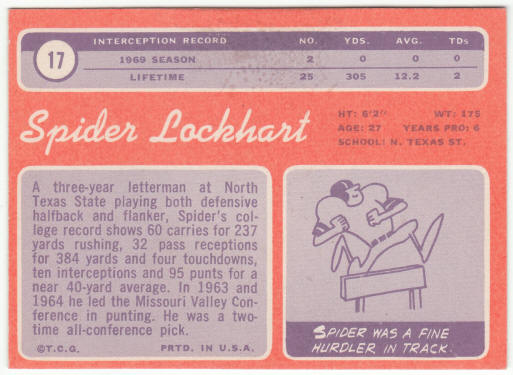 17
INTERCEPTION RECORD NO. YDS. AVG. TDs
1969 SEASON 2 0 0 0
LIFETIME 25 305 12.2 2
Spider Lockhart
HT: 6'2" WT: 175
AGE: 27 YEARS PRO: 6
SCHOOL: N. TEXAS ST.
A three-year letterman at North
Texas State playing both defensive
halfback and flanker, Spider's col-
lege record shows 60 carries for 237
yards rushing, 32 pass receptions
for 384 yards and four touchdowns,
ten interceptions and 95 punts for a
near 40-yard average. In 1963 and
1964 he led the Missouri Valley Con-
ference in punting. He was a two-
time all-conference pick.
©T.C.G. PRTD. IN U.S.A.
SPIDER WAS A FINE
HURDLER IN TRACK.